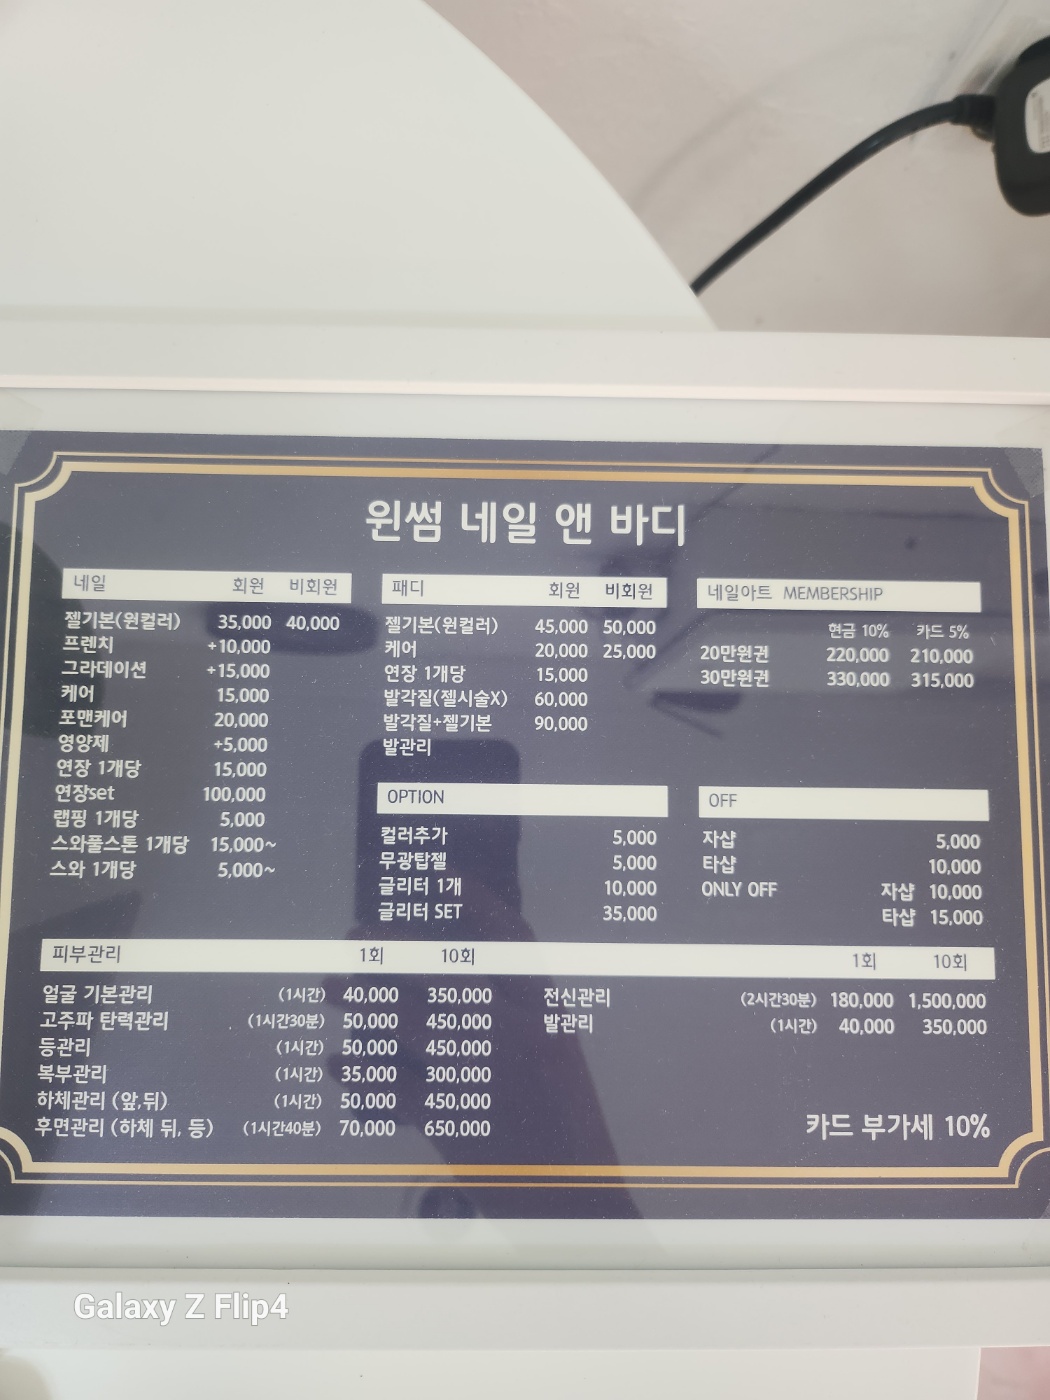 윈썸 네일 앤 바디
네일 회원 비회원
젤기본(원컬러) 35,000 40,000
프렌치 +10,000
그라데이션 +15,000
케어 15,000
포맨케어 20,000
영양제 +5,000
연장 1개당 15,000
연장set 100,000
랩핑 1개당 5,000
스와풀스톤 1개당 15,000~
스와 1개당 5,000~
패디 회원 비회원
젤기본(원컬러) 45,000 50,000
케어 20,000 25,000
연장 1개당 15,000
발각질(젤시술X) 60,000
발각질+젤기본 90,000
발관리
네일아트 MEMBERSHIP
현금 10% 카드 5%
20만원권 220,000 210,000
30만원권 330,000 315,000
OPTION
컬러추가 5,000
무광탑젤 5,000
글리터 1개 10,000
글리터 SET 35,000
OFF
자샵 5,000
타샵 10,000
ONLY OFF 자샵 10,000
타샵 15,000
피부관리 1회 10회 1회 10회
얼굴 기본관리 (1시간) 40,000 350,000
고주파 탄력관리 (1시간30분) 50,000 450,000
등관리 (1시간) 50,000 450,000
복부관리 (1시간) 35,000 300,000
하체관리 (앞,뒤) (1시간) 50,000 450,000
후면관리 (하체 뒤, 등) (1시간40분) 70,000 650,000
전신관리 (2시간30분) 180,000 1,500,000
발관리 (1시간) 40,000 350,000
카드 부가세 10%
Galaxy Z Flip4